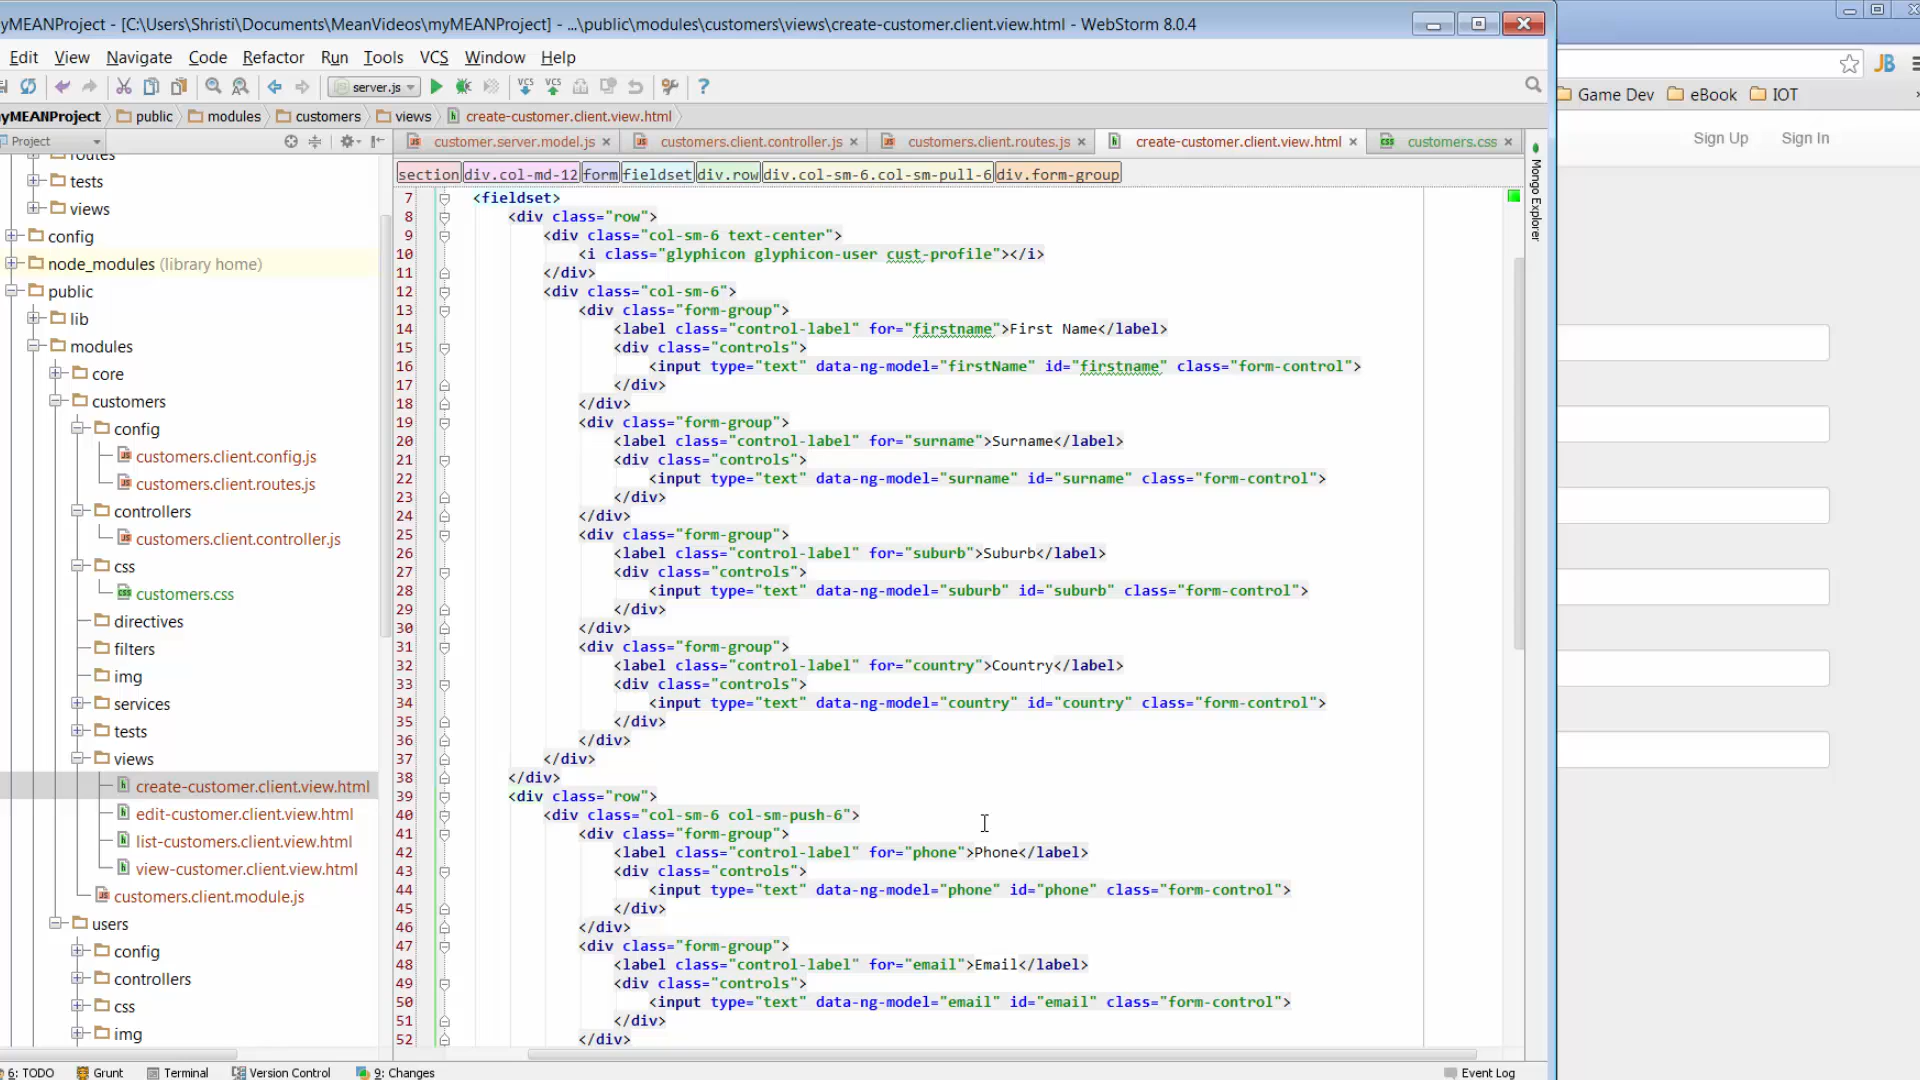 myMEANProject - [C:\Users\Shristi\Documents\MeanVideos\myMEANProject] - ...\public\modules\customers\views\create-customer.client.view.html - WebStorm 8.0.4
Edit View Navigate Code Refactor Run Tools VCS Window Help
server.js
JB
Game Dev eBook IOT
myMEANProject public modules customers views create-customer.client.view.html
Project
customer.server.model.js customers.client.controller.js customers.client.routes.js create-customer.client.view.html customers.css
Sign Up Sign In
section div.col-md-12 form fieldset div.row div.col-sm-6.col-sm-pull-6 div.form-group
Mongo Explorer
routes
tests
views
config
node_modules (library home)
public
lib
modules
core
customers
config
customers.client.config.js
customers.client.routes.js
controllers
customers.client.controller.js
css
customers.css
directives
filters
img
services
tests
views
create-customer.client.view.html
edit-customer.client.view.html
list-customers.client.view.html
view-customer.client.view.html
customers.client.module.js
users
config
controllers
css
img
7 <fieldset>
8 <div class="row">
9 <div class="col-sm-6 text-center">
10 <i class="glyphicon glyphicon-user cust-profile"></i>
11 </div>
12 <div class="col-sm-6">
13 <div class="form-group">
14 <label class="control-label" for="firstname">First Name</label>
15 <div class="controls">
16 <input type="text" data-ng-model="firstName" id="firstname" class="form-control">
17 </div>
18 </div>
19 <div class="form-group">
20 <label class="control-label" for="surname">Surname</label>
21 <div class="controls">
22 <input type="text" data-ng-model="surname" id="surname" class="form-control">
23 </div>
24 </div>
25 <div class="form-group">
26 <label class="control-label" for="suburb">Suburb</label>
27 <div class="controls">
28 <input type="text" data-ng-model="suburb" id="suburb" class="form-control">
29 </div>
30 </div>
31 <div class="form-group">
32 <label class="control-label" for="country">Country</label>
33 <div class="controls">
34 <input type="text" data-ng-model="country" id="country" class="form-control">
35 </div>
36 </div>
37 </div>
38 </div>
39 <div class="row">
40 <div class="col-sm-6 col-sm-push-6">
41 <div class="form-group">
42 <label class="control-label" for="phone">Phone</label>
43 <div class="controls">
44 <input type="text" data-ng-model="phone" id="phone" class="form-control">
45 </div>
46 </div>
47 <div class="form-group">
48 <label class="control-label" for="email">Email</label>
49 <div class="controls">
50 <input type="text" data-ng-model="email" id="email" class="form-control">
51 </div>
52 </div>
6: TODO Grunt Terminal Version Control 9: Changes Event Log